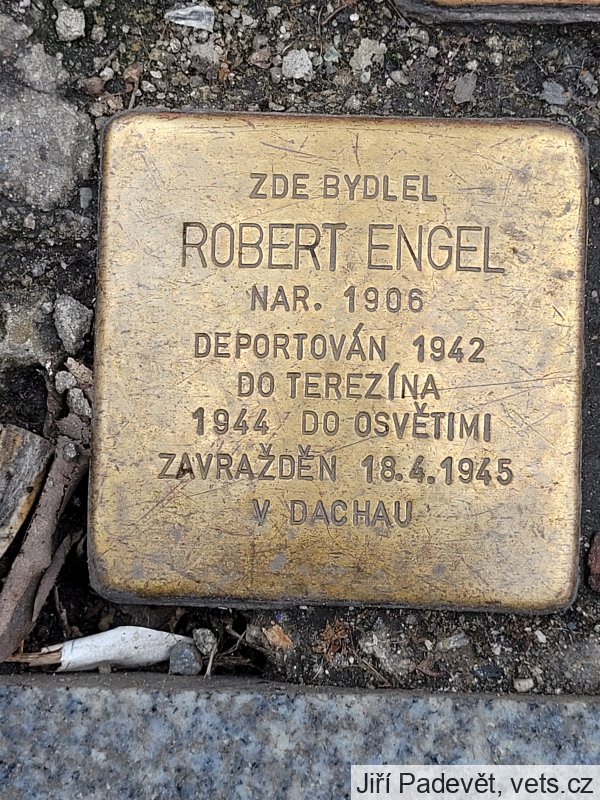 ZDE BYDLEL
ROBERT ENGEL
NAR. 1906
DEPORTOVÁN 1942
DO TEREZÍNA
1944 DO OSVĚTIMI
ZAVRAŽDĚN 18.4.1945
V DACHAU
Jiří Padevět, vets.cz